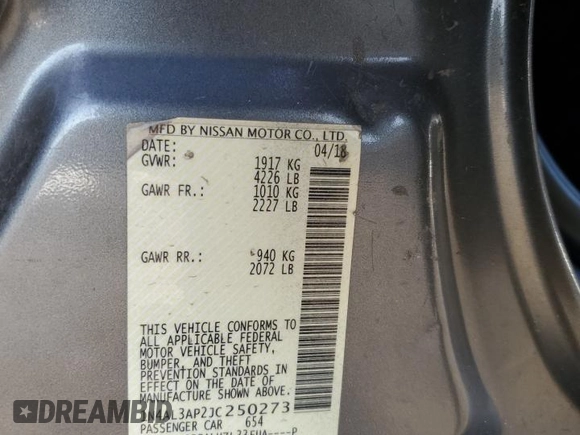 MFD BY NISSAN MOTOR CO., LTD.
DATE: 04/18
GVWR: 1917 KG
4226 LB
GAWR FR.: 1010 KG
2227 LB
GAWR RR.: 940 KG
2072 LB
THIS VEHICLE CONFORMS TO
ALL APPLICABLE FEDERAL
MOTOR VEHICLE SAFETY,
BUMPER, AND THEFT
PREVENTION STANDARDS IN
EFFECT ON THE DATE OF
MANUFACTURE SHOWN ABOVE.
L3AP2JC250273
PASSENGER CAR 654
DREAMBID